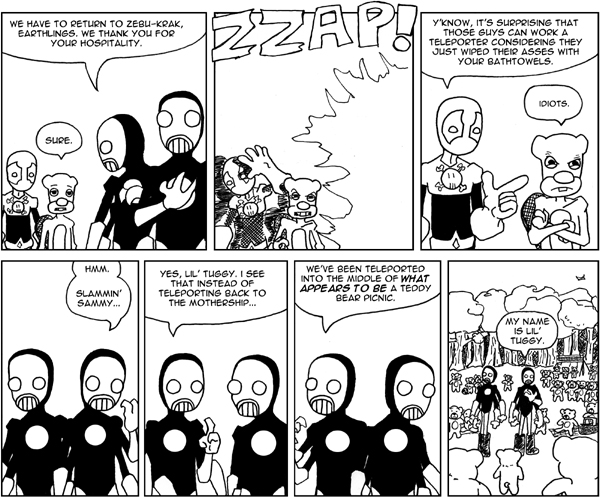 WE HAVE TO RETURN TO ZEBU-KRAK,
EARTHLINGS. WE THANK YOU FOR
YOUR HOSPITALITY.
SURE.
ZZAP!
Y'KNOW, IT'S SURPRISING THAT
THOSE GUYS CAN WORK A
TELEPORTER CONSIDERING THEY
JUST WIPED THEIR ASSES WITH
YOUR BATHTOWELS.
IDIOTS.
HMM.
SLAMMIN'
SAMMY...
YES, LIL' TUGGY. I SEE
THAT INSTEAD OF
TELEPORTING BACK TO
THE MOTHERSHIP...
WE'VE BEEN TELEPORTED
INTO THE MIDDLE OF WHAT
APPEARS TO BE A TEDDY
BEAR PICNIC.
MY NAME
IS LIL'
TUGGY.